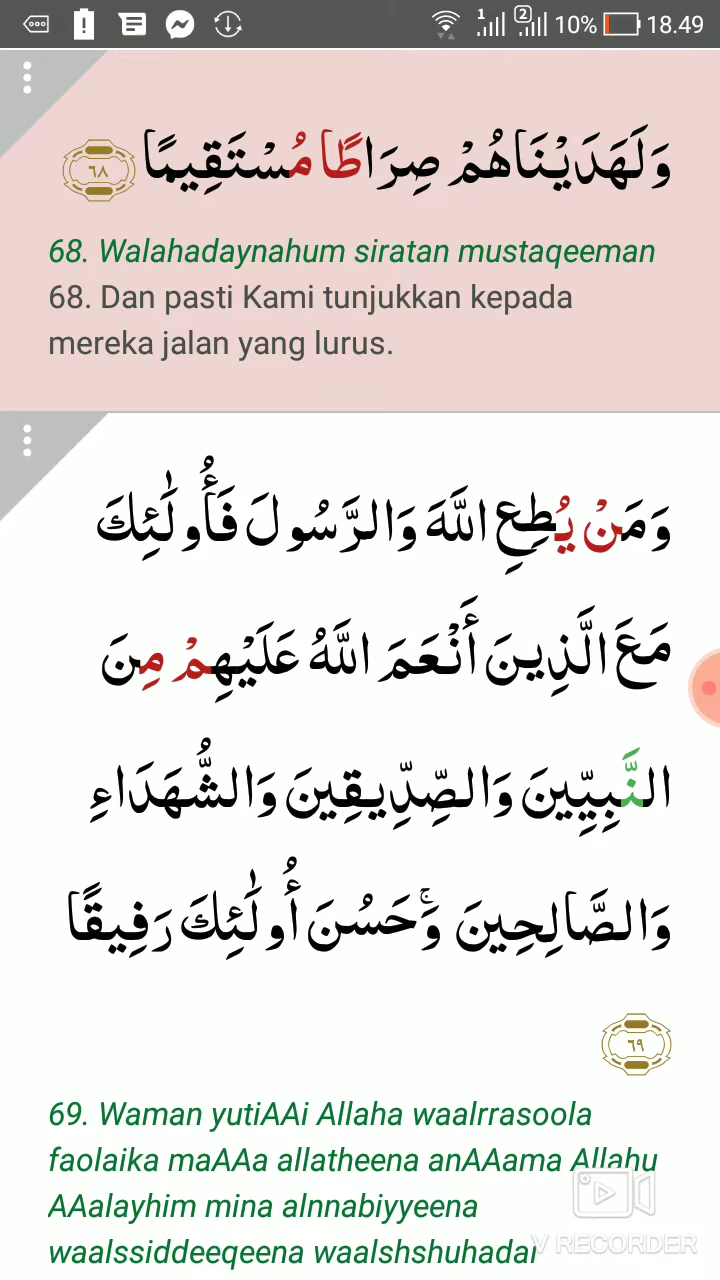 1 2 10% 18.49
وَلَهَدَيْنَاهُمْ صِرَاطًا مُسْتَقِيمًا ٦٨
68. Walahadaynahum siratan mustaqeeman
68. Dan pasti Kami tunjukkan kepada
mereka jalan yang lurus.
وَمَنْ يُطِعِ اللَّهَ وَالرَّسُولَ فَأُولَٰئِكَ
مَعَ الَّذِينَ أَنْعَمَ اللَّهُ عَلَيْهِمْ مِنَ
النَّبِيِّينَ وَالصِّدِّيقِينَ وَالشُّهَدَاءِ
وَالصَّالِحِينَ ۚ وَحَسُنَ أُولَٰئِكَ رَفِيقًا
٦٩
69. Waman yutiAAi Allaha waalrrasoola
faolaika maAAa allatheena anAAama Allahu
AAalayhim mina alnnabiyyeena
waalssiddeeqeena waalshshuhadai
V RECORDER